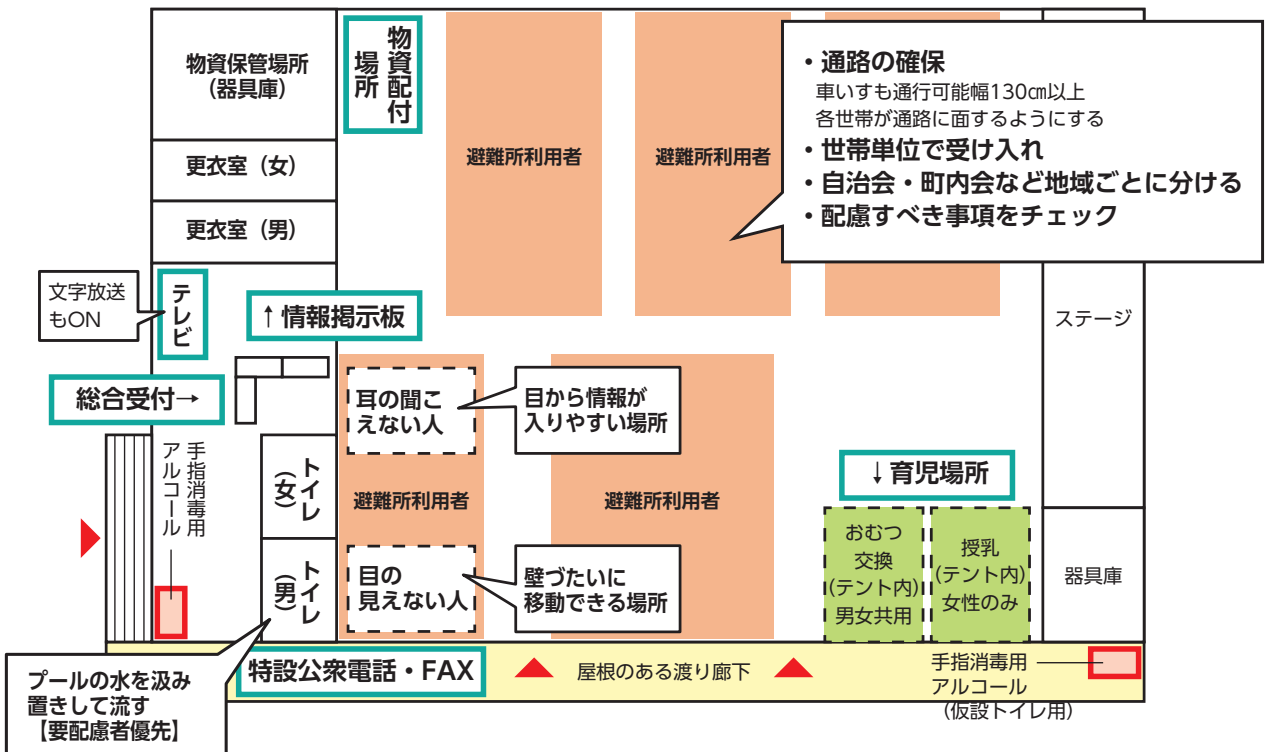 物資保管場所
（器具庫）
物資配付
場所
避難所利用者
避難所利用者
・通路の確保
車いすも通行可能幅130㎝以上
各世帯が通路に面するようにする
・世帯単位で受け入れ
・自治会・町内会など地域ごとに分ける
・配慮すべき事項をチェック
更衣室（女）
更衣室（男）
文字放送
もON
テレビ
↑情報掲示板
ステージ
総合受付→
耳の聞こ
えない人
目から情報が
入りやすい場所
手指消毒用
アルコール
トイレ
（女）
避難所利用者
避難所利用者
↓育児場所
おむつ
交換
(テント内)
男女共用
授乳
(テント内)
女性のみ
器具庫
トイレ
（男）
目の
見えない人
壁づたいに
移動できる場所
プールの水を汲み
置きして流す
【要配慮者優先】
特設公衆電話・FAX
屋根のある渡り廊下
手指消毒用
アルコール
（仮設トイレ用）